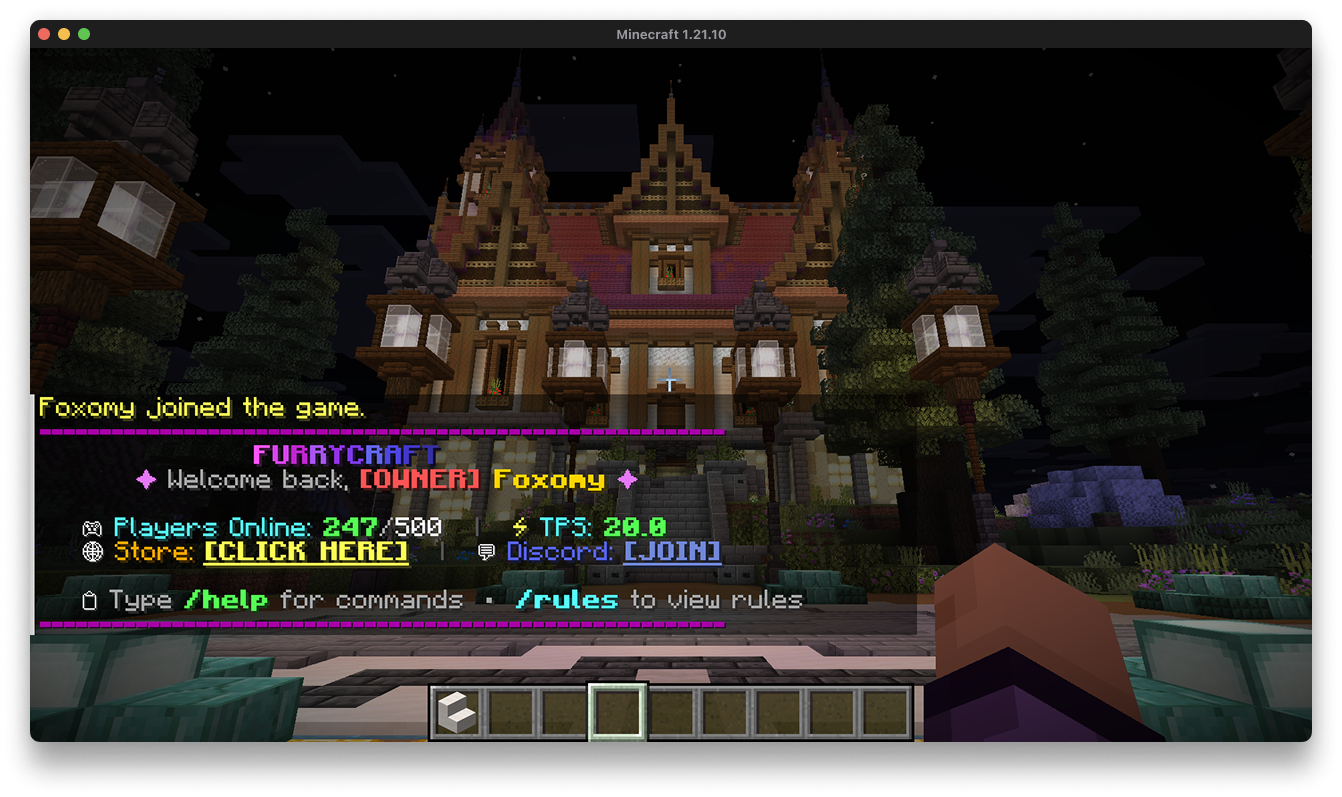 Minecraft 1.21.10
Foxomy joined the game.
FURRYCRAFT
Welcome back, [OWNER] Foxomy
Players Online: 247/500 | TPS: 20.0
Store: [CLICK HERE] | Discord: [JOIN]
Type /help for commands • /rules to view rules